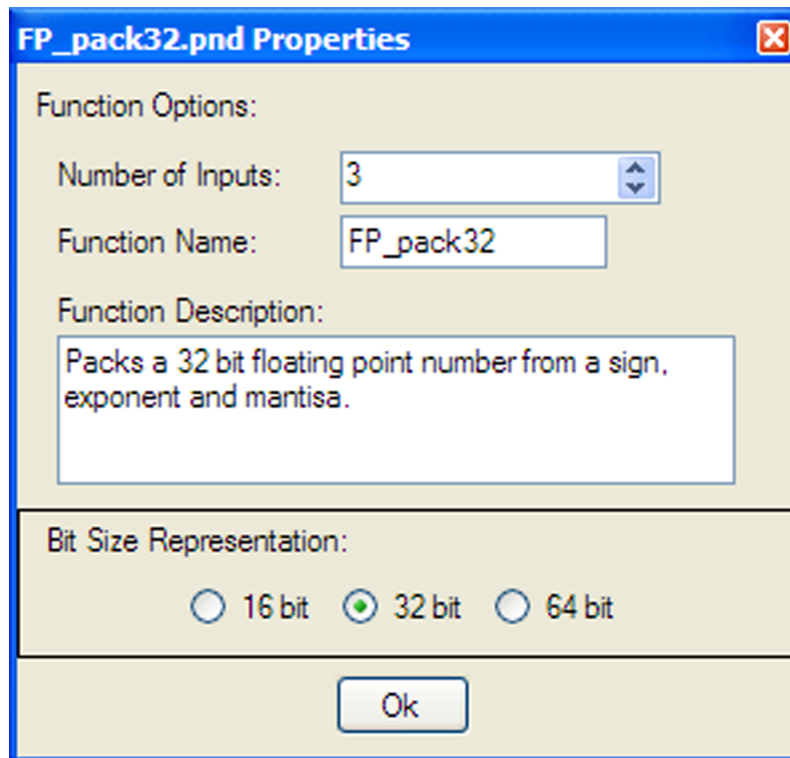 FP_pack32.pnd Properties
Function Options:
Number of Inputs: 3
Function Name: FP_pack32
Function Description:
Packs a 32 bit floating point number from a sign,
exponent and mantisa.
Bit Size Representation:
16 bit 32 bit 64 bit
Ok